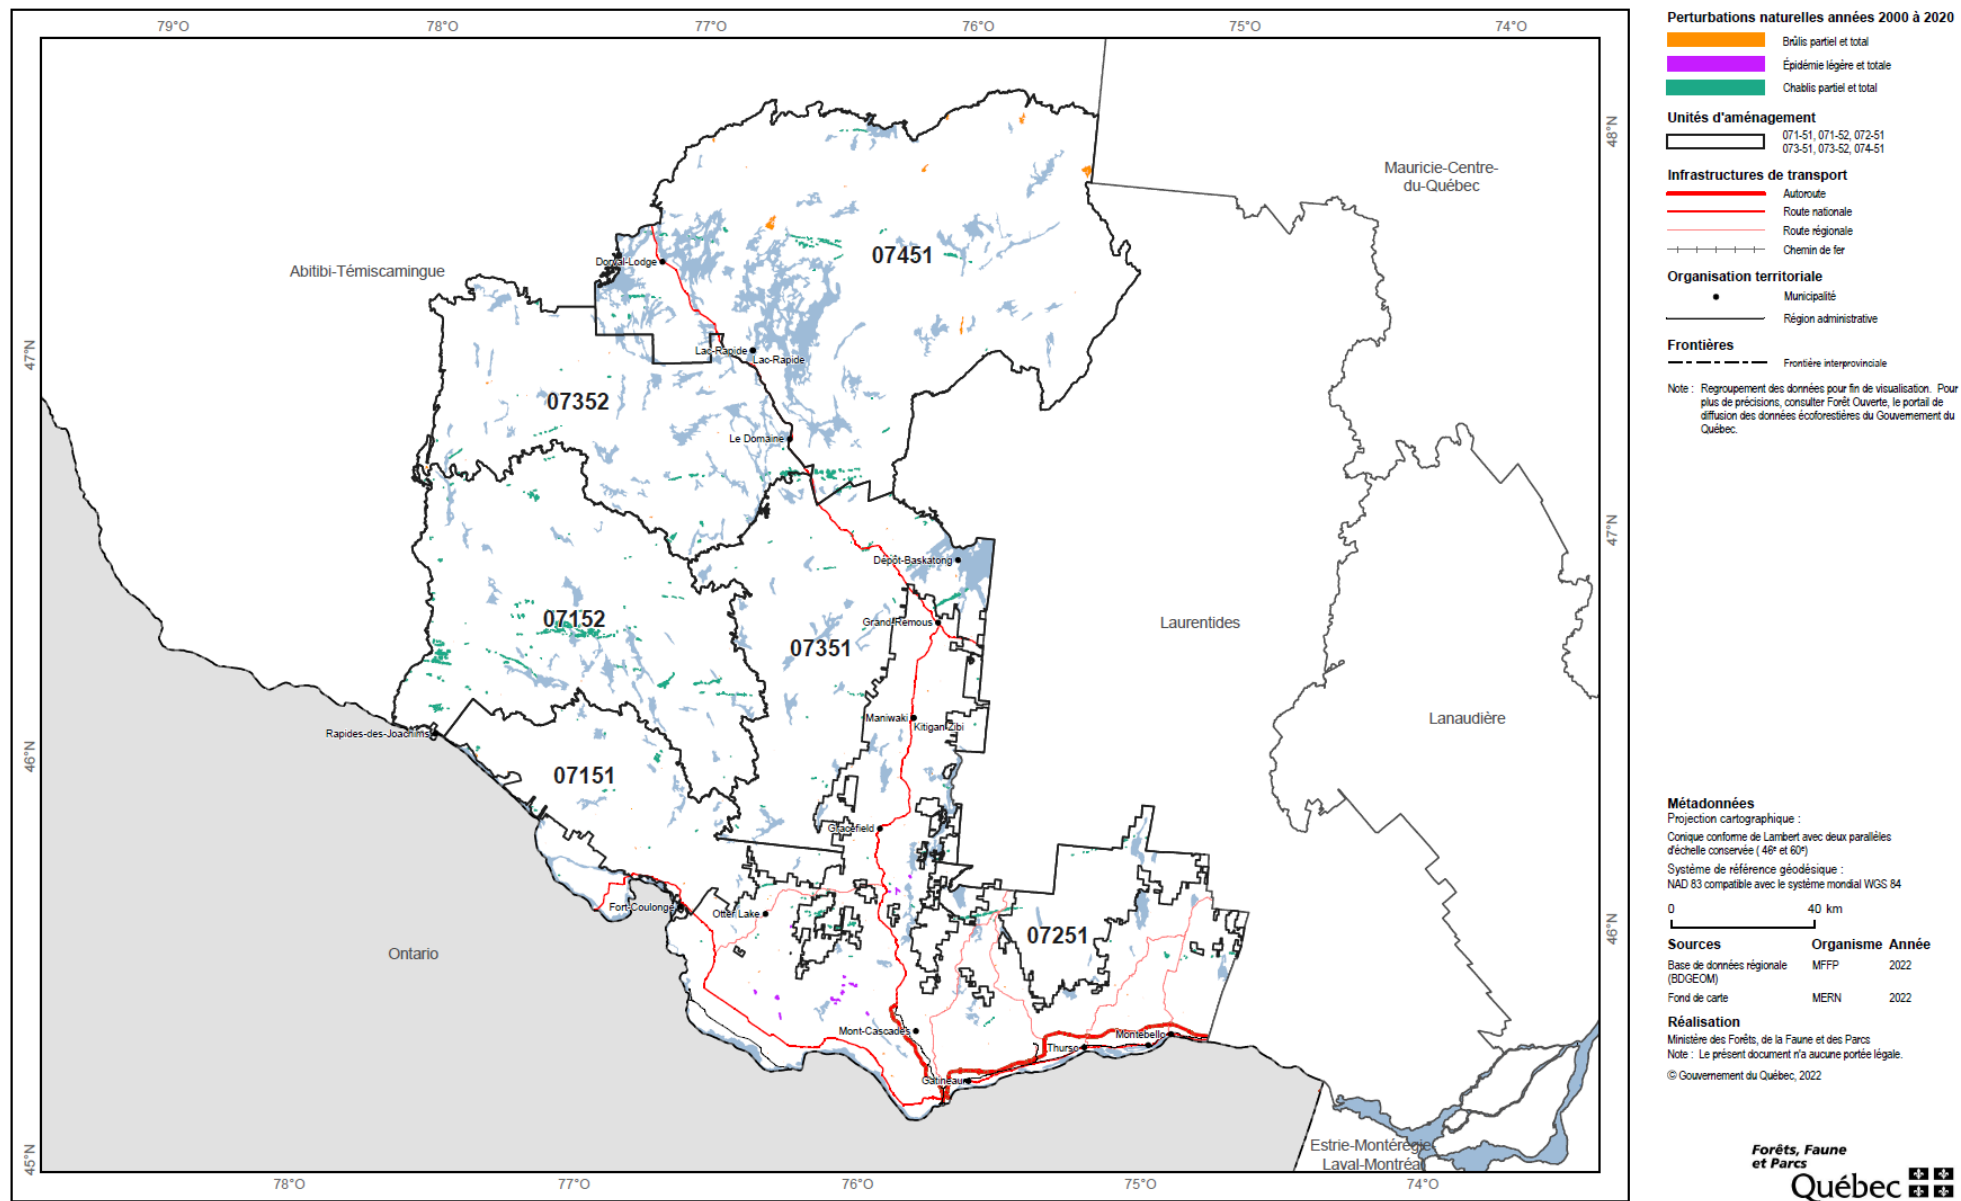 79°O 78°O 77°O 76°O 75°O 74°O
48°N
47°N
47°N
46°N
46°N
45°N
78°O 77°O 76°O 75°O 74°O
Mauricie-Centre-
du-Québec
Abitibi-Témiscamingue
07451
Dorval-Lodge
Lac-Rapide
Lac-Rapide
07352
Le Domaine
Dépôt-Baskatong
07152
Grand-Remous
07351
Laurentides
Maniwaki
Kitigan Zibi
Lanaudière
Rapides-des-Joachims
07151
Gracefield
Fort-Coulonge
Otter Lake
07251
Ontario
Mont-Cascades
Montebello
Thurso
Gatineau
Estrie-Montérégie-
Laval-Montréal
Perturbations naturelles années 2000 à 2020
Brûlis partiel et total
Épidémie légère et totale
Chablis partiel et total
Unités d'aménagement
071-51, 071-52, 072-51
073-51, 073-52, 074-51
Infrastructures de transport
Autoroute
Route nationale
Route régionale
Chemin de fer
Organisation territoriale
Municipalité
Région administrative
Frontières
Frontière interprovinciale
Note : Regroupement des données pour fin de visualisation. Pour
plus de précisions, consulter Forêt Ouverte, le portail de
diffusion des données écoforestières du Gouvernement du
Québec.
Métadonnées
Projection cartographique :
Conique conforme de Lambert avec deux parallèles
d'échelle conservée ( 46ᵉ et 60ᵉ)
Système de référence géodésique :
NAD 83 compatible avec le système mondial WGS 84
0 40 km
Sources Organisme Année
Base de données régionale MFFP 2022
(BDGEOM)
Fond de carte MERN 2022
Réalisation
Ministère des Forêts, de la Faune et des Parcs
Note : Le présent document n'a aucune portée légale.
© Gouvernement du Québec, 2022
Forêts, Faune
et Parcs
Québec